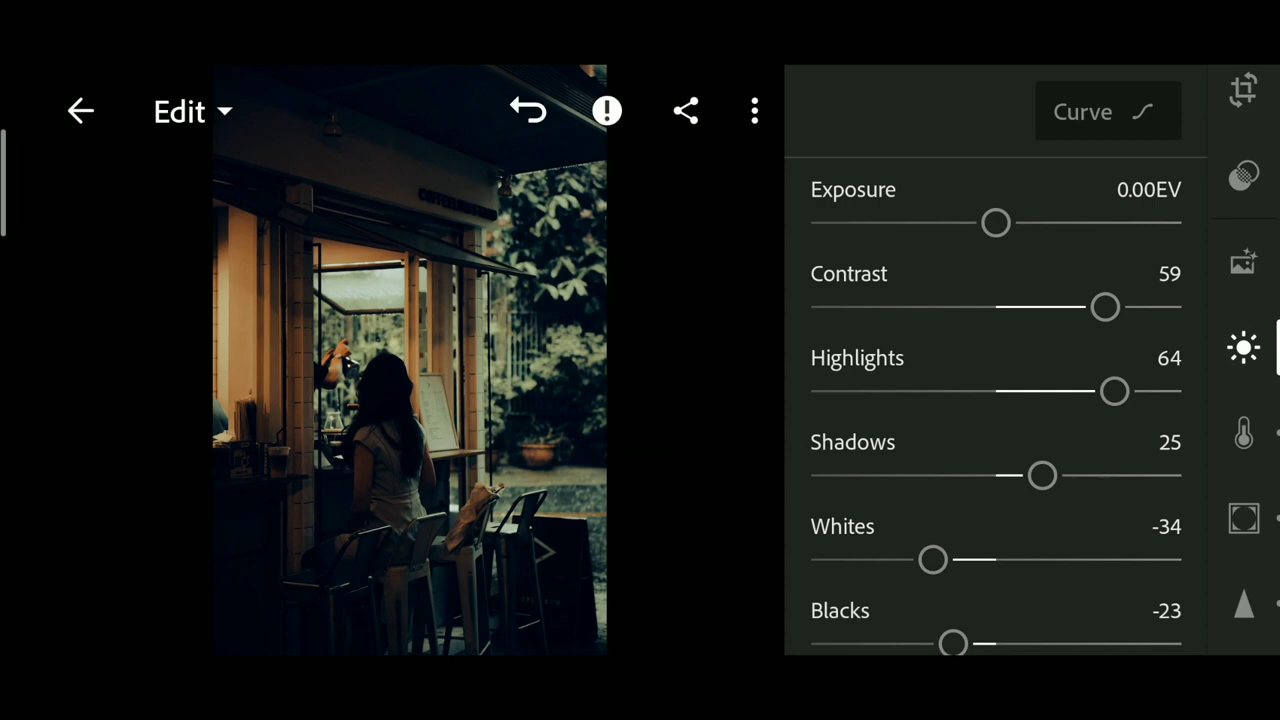 Edit
Curve
Exposure 0.00EV
Contrast 59
Highlights 64
Shadows 25
Whites -34
Blacks -23